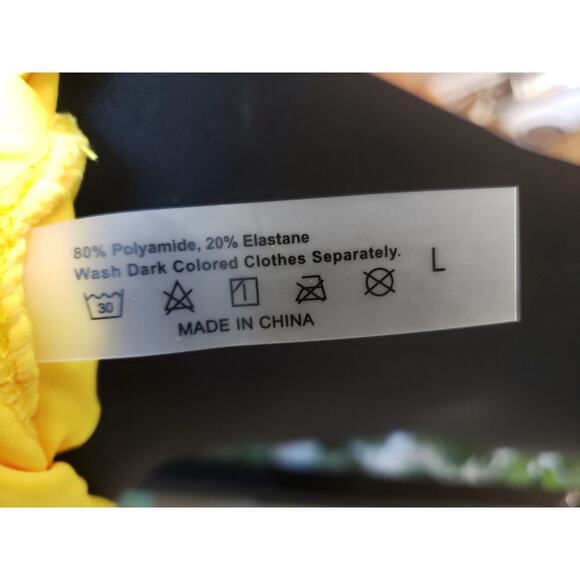 80% Polyamide, 20% Elastane
Wash Dark Colored Clothes Separately.
L
30
MADE IN CHINA